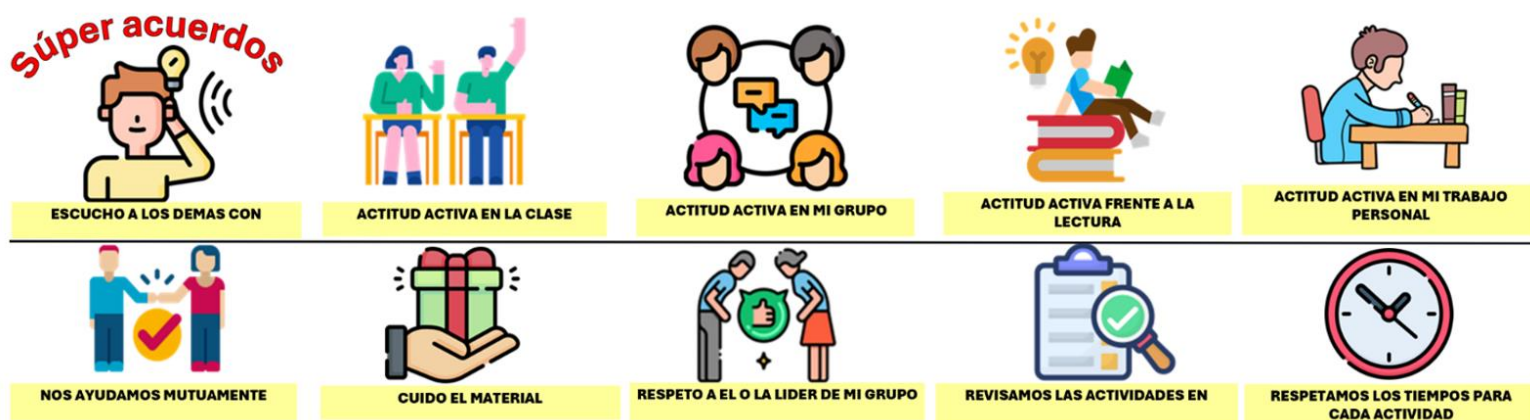 Súper acuerdos
ESCUCHO A LOS DEMAS CON
ACTITUD ACTIVA EN LA CLASE
ACTITUD ACTIVA EN MI GRUPO
ACTITUD ACTIVA FRENTE A LA
LECTURA
ACTITUD ACTIVA EN MI TRABAJO
PERSONAL
NOS AYUDAMOS MUTUAMENTE
CUIDO EL MATERIAL
RESPETO A EL O LA LIDER DE MI GRUPO
REVISAMOS LAS ACTIVIDADES EN
RESPETAMOS LOS TIEMPOS PARA
CADA ACTIVIDAD